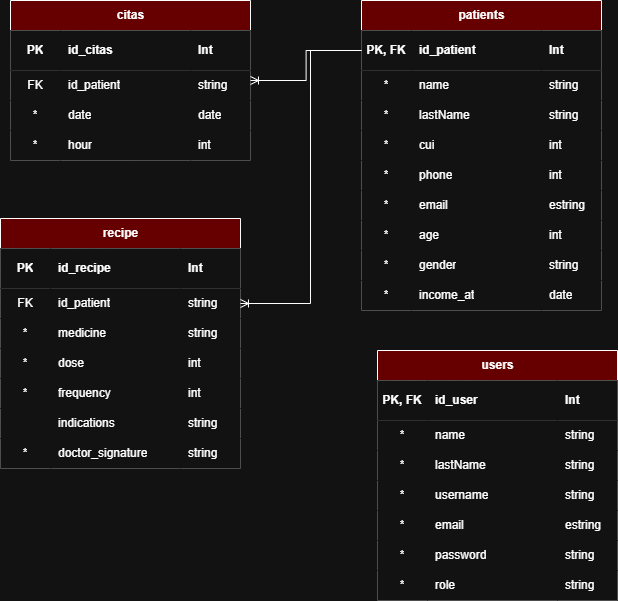 citas
PK id_citas Int
FK id_patient string
* date date
* hour int
patients
PK, FK id_patient Int
* name string
* lastName string
* cui int
* phone int
* email estring
* age int
* gender string
* income_at date
recipe
PK id_recipe Int
FK id_patient string
* medicine string
* dose int
* frequency int
indications string
* doctor_signature string
users
PK, FK id_user Int
* name string
* lastName string
* username string
* email estring
* password string
* role string